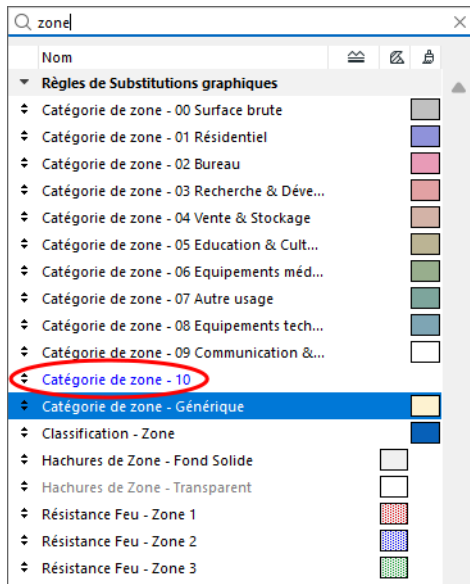 zone
Nom
Règles de Substitutions graphiques
Catégorie de zone - 00 Surface brute
Catégorie de zone - 01 Résidentiel
Catégorie de zone - 02 Bureau
Catégorie de zone - 03 Recherche & Déve...
Catégorie de zone - 04 Vente & Stockage
Catégorie de zone - 05 Education & Cult...
Catégorie de zone - 06 Equipements méd...
Catégorie de zone - 07 Autre usage
Catégorie de zone - 08 Equipements tech...
Catégorie de zone - 09 Communication &...
Catégorie de zone - 10
Catégorie de zone - Générique
Classification - Zone
Hachures de Zone - Fond Solide
Hachures de Zone - Transparent
Résistance Feu - Zone 1
Résistance Feu - Zone 2
Résistance Feu - Zone 3